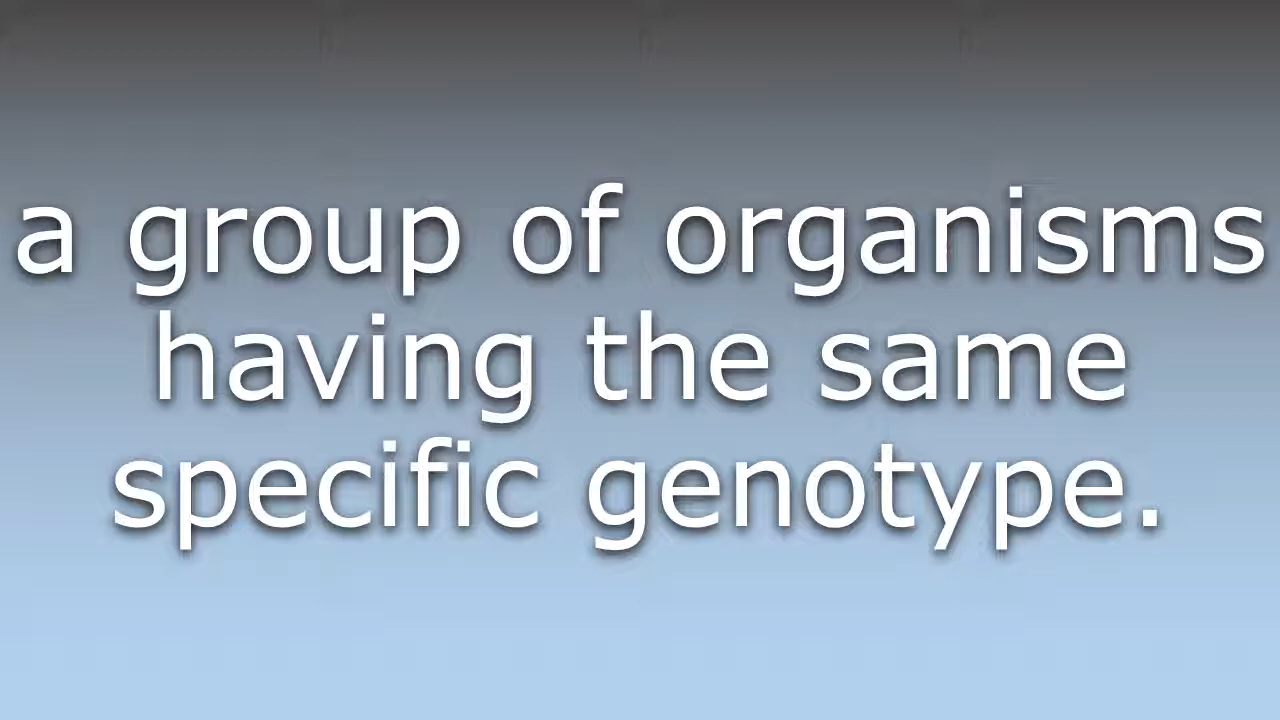 a group of organisms
having the same
specific genotype.